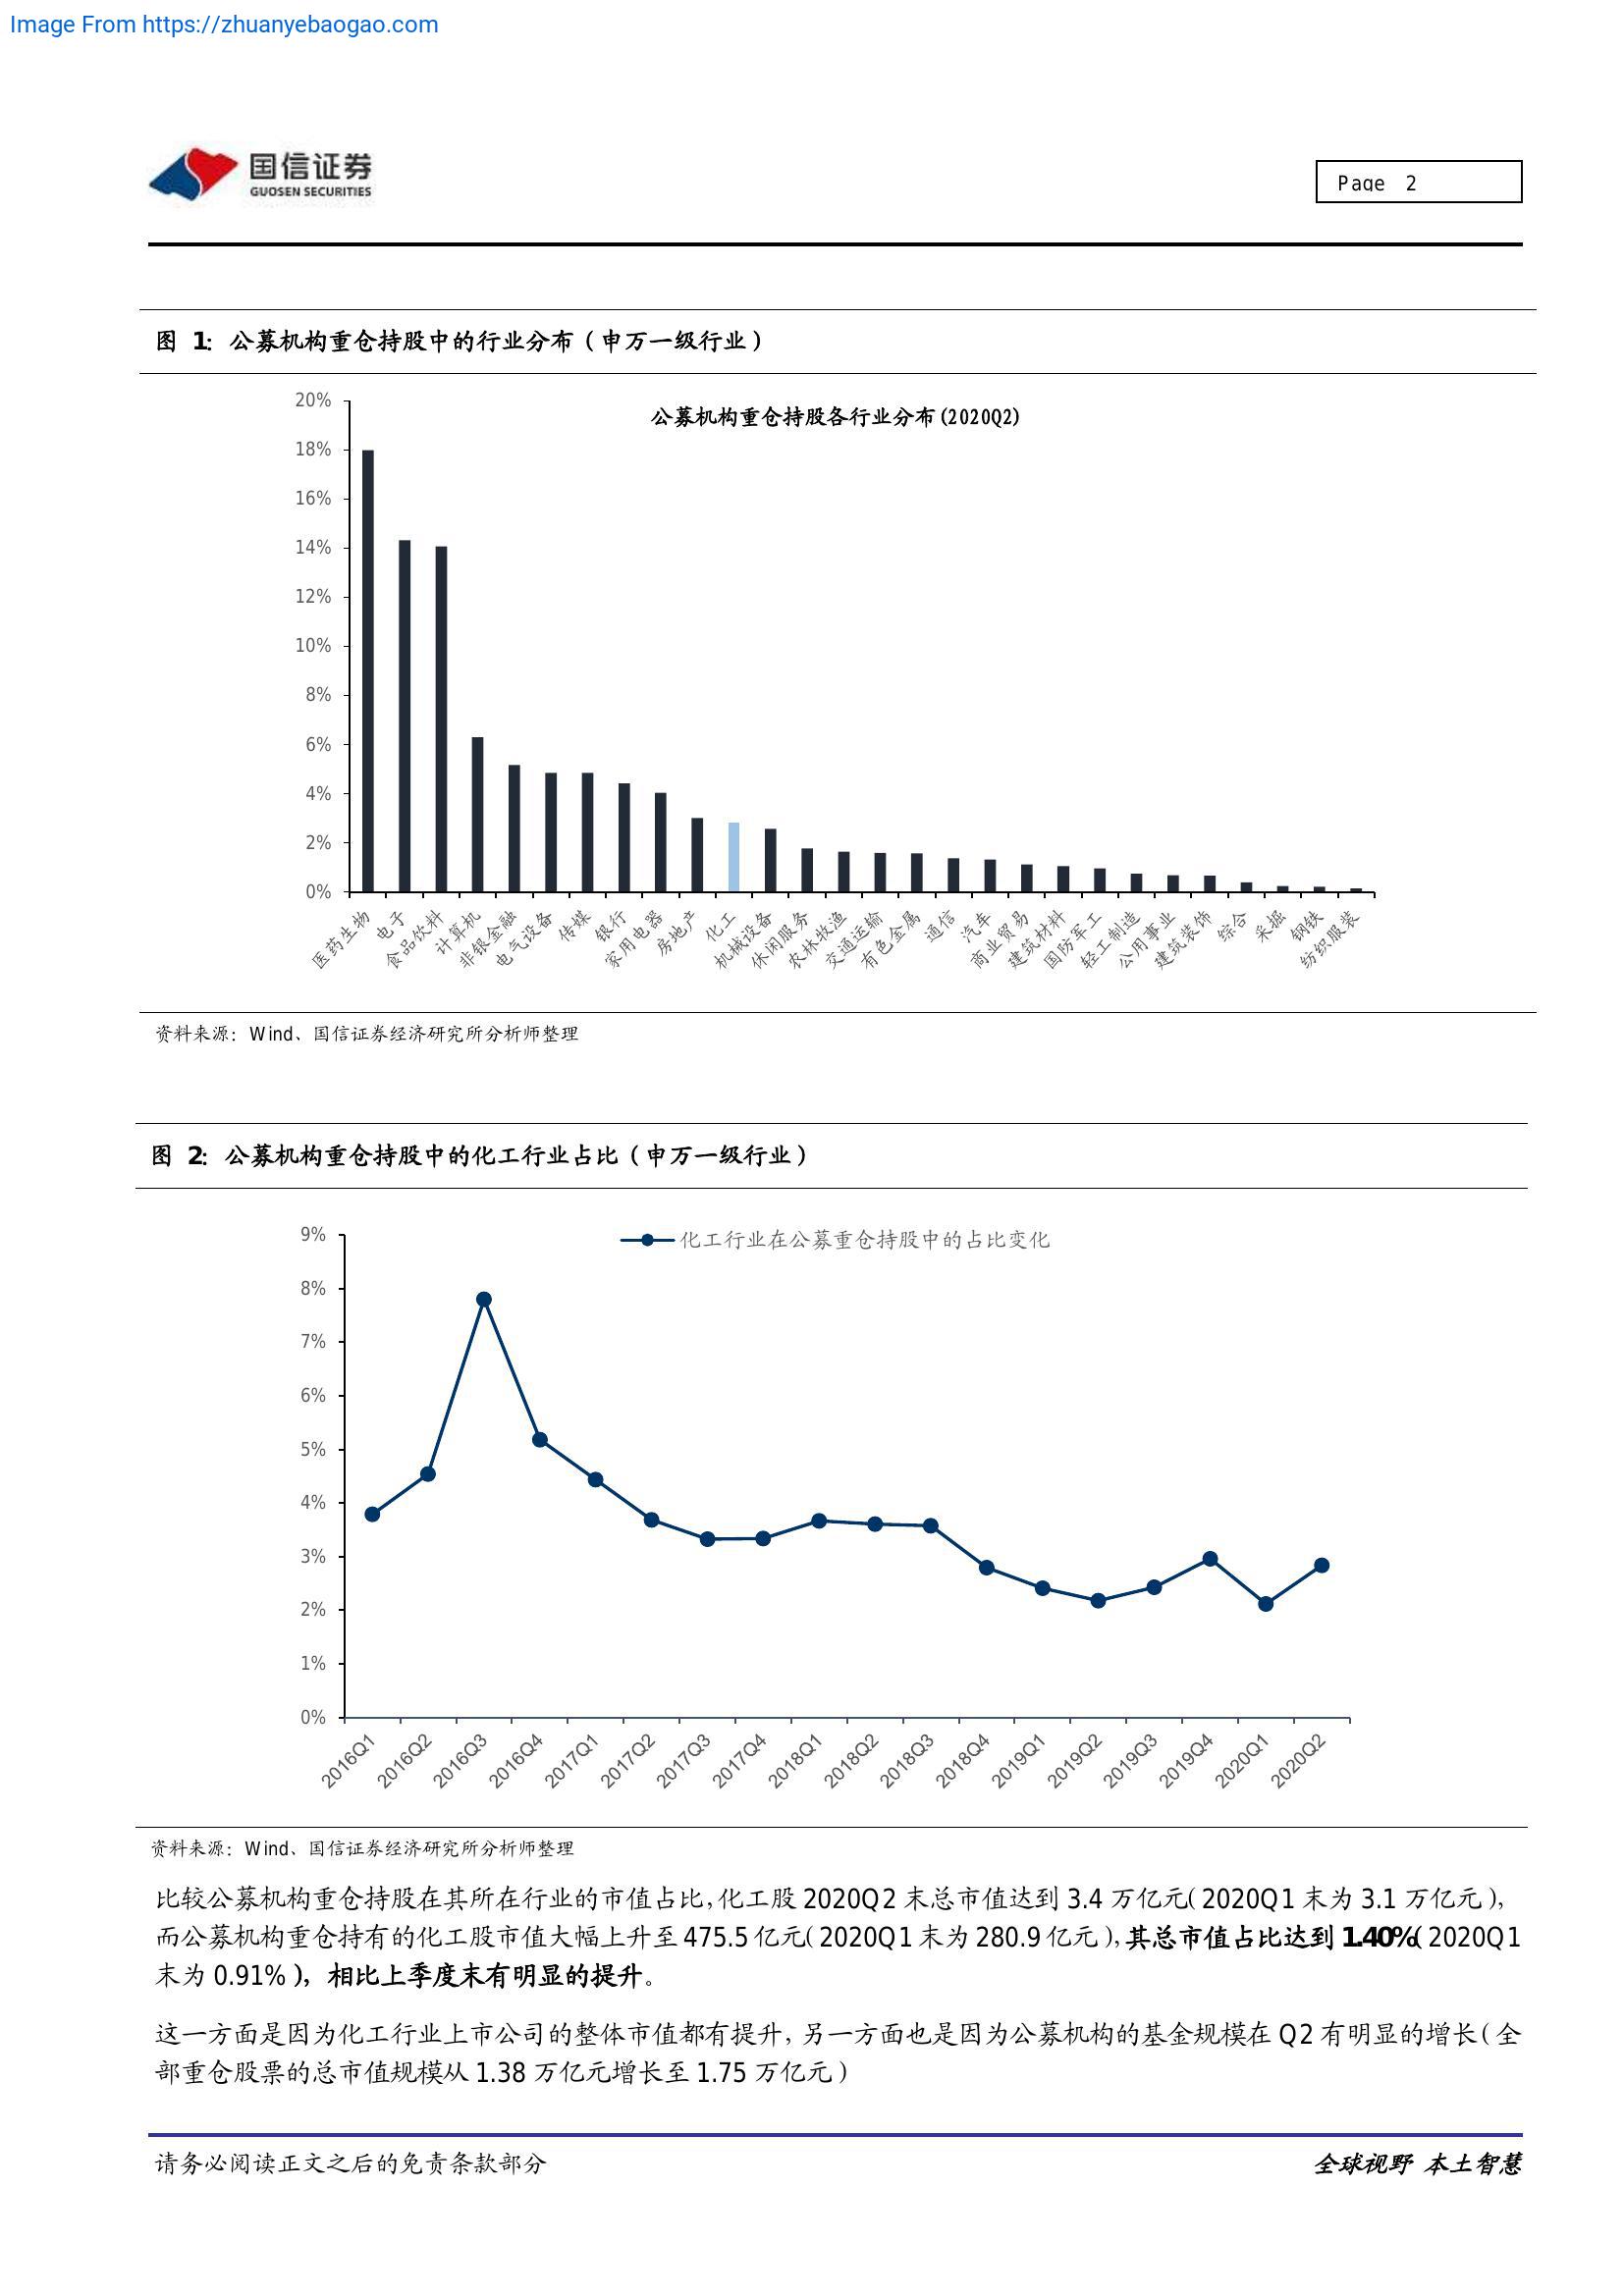 Image From https://zhuanyebaogao.com
国信证券
GUOSEN SECURITIES
Page 2
图 1: 公募机构重仓持股中的行业分布（申万一级行业）
公募机构重仓持股各行业分布(2020Q2)
20%
18%
16%
14%
12%
10%
8%
6%
4%
2%
0%
医药生物
电子
食品饮料
计算机
非银金融
电气设备
传媒
银行
家用电器
房地产
化工
机械设备
休闲服务
农林牧渔
交通运输
有色金属
通信
汽车
商业贸易
建筑材料
国防军工
轻工制造
公用事业
建筑装饰
综合
采掘
钢铁
纺织服装
资料来源：Wind、国信证券经济研究所分析师整理
图 2: 公募机构重仓持股中的化工行业占比（申万一级行业）
化工行业在公募重仓持股中的占比变化
9%
8%
7%
6%
5%
4%
3%
2%
1%
0%
2016Q1
2016Q2
2016Q3
2016Q4
2017Q1
2017Q2
2017Q3
2017Q4
2018Q1
2018Q2
2018Q3
2018Q4
2019Q1
2019Q2
2019Q3
2019Q4
2020Q1
2020Q2
资料来源：Wind、国信证券经济研究所分析师整理
比较公募机构重仓持股在其所在行业的市值占比，化工股 2020Q2 末总市值达到 3.4 万亿元（2020Q1 末为 3.1 万亿元），
而公募机构重仓持有的化工股市值大幅上升至 475.5 亿元（2020Q1 末为 280.9 亿元），其总市值占比达到 1.40%（2020Q1
末为 0.91%），相比上季度末有明显的提升。
这一方面是因为化工行业上市公司的整体市值都有提升，另一方面也是因为公募机构的基金规模在 Q2 有明显的增长（全
部重仓股票的总市值规模从 1.38 万亿元增长至 1.75 万亿元）
请务必阅读正文之后的免责条款部分
全球视野 本土智慧